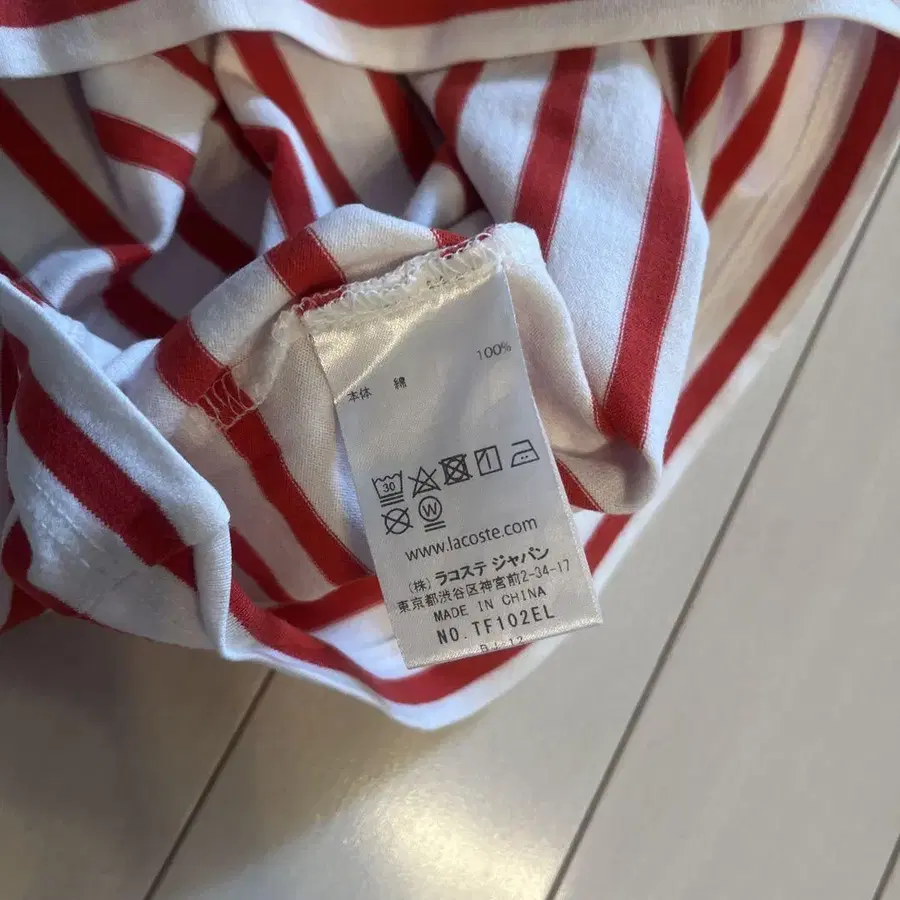 本体 綿 100%
30
W
www.lacoste.com
(株) ラコステ ジャパン
東京都渋谷区神宮前2-34-17
MADE IN CHINA
NO. TF102EL